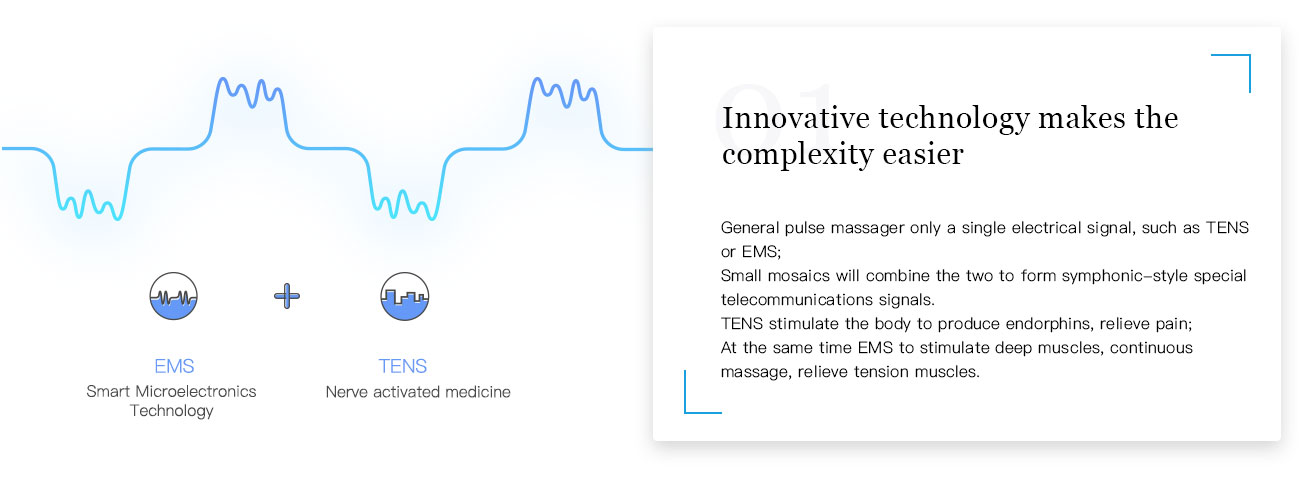 01
Innovative technology makes the
complexity easier
General pulse massager only a single electrical signal, such as TENS
or EMS;
Small mosaics will combine the two to form symphonic-style special
telecommunications signals.
TENS stimulate the body to produce endorphins, relieve pain;
At the same time EMS to stimulate deep muscles, continuous
massage, relieve tension muscles.
EMS
Smart Microelectronics
Technology
TENS
Nerve activated medicine